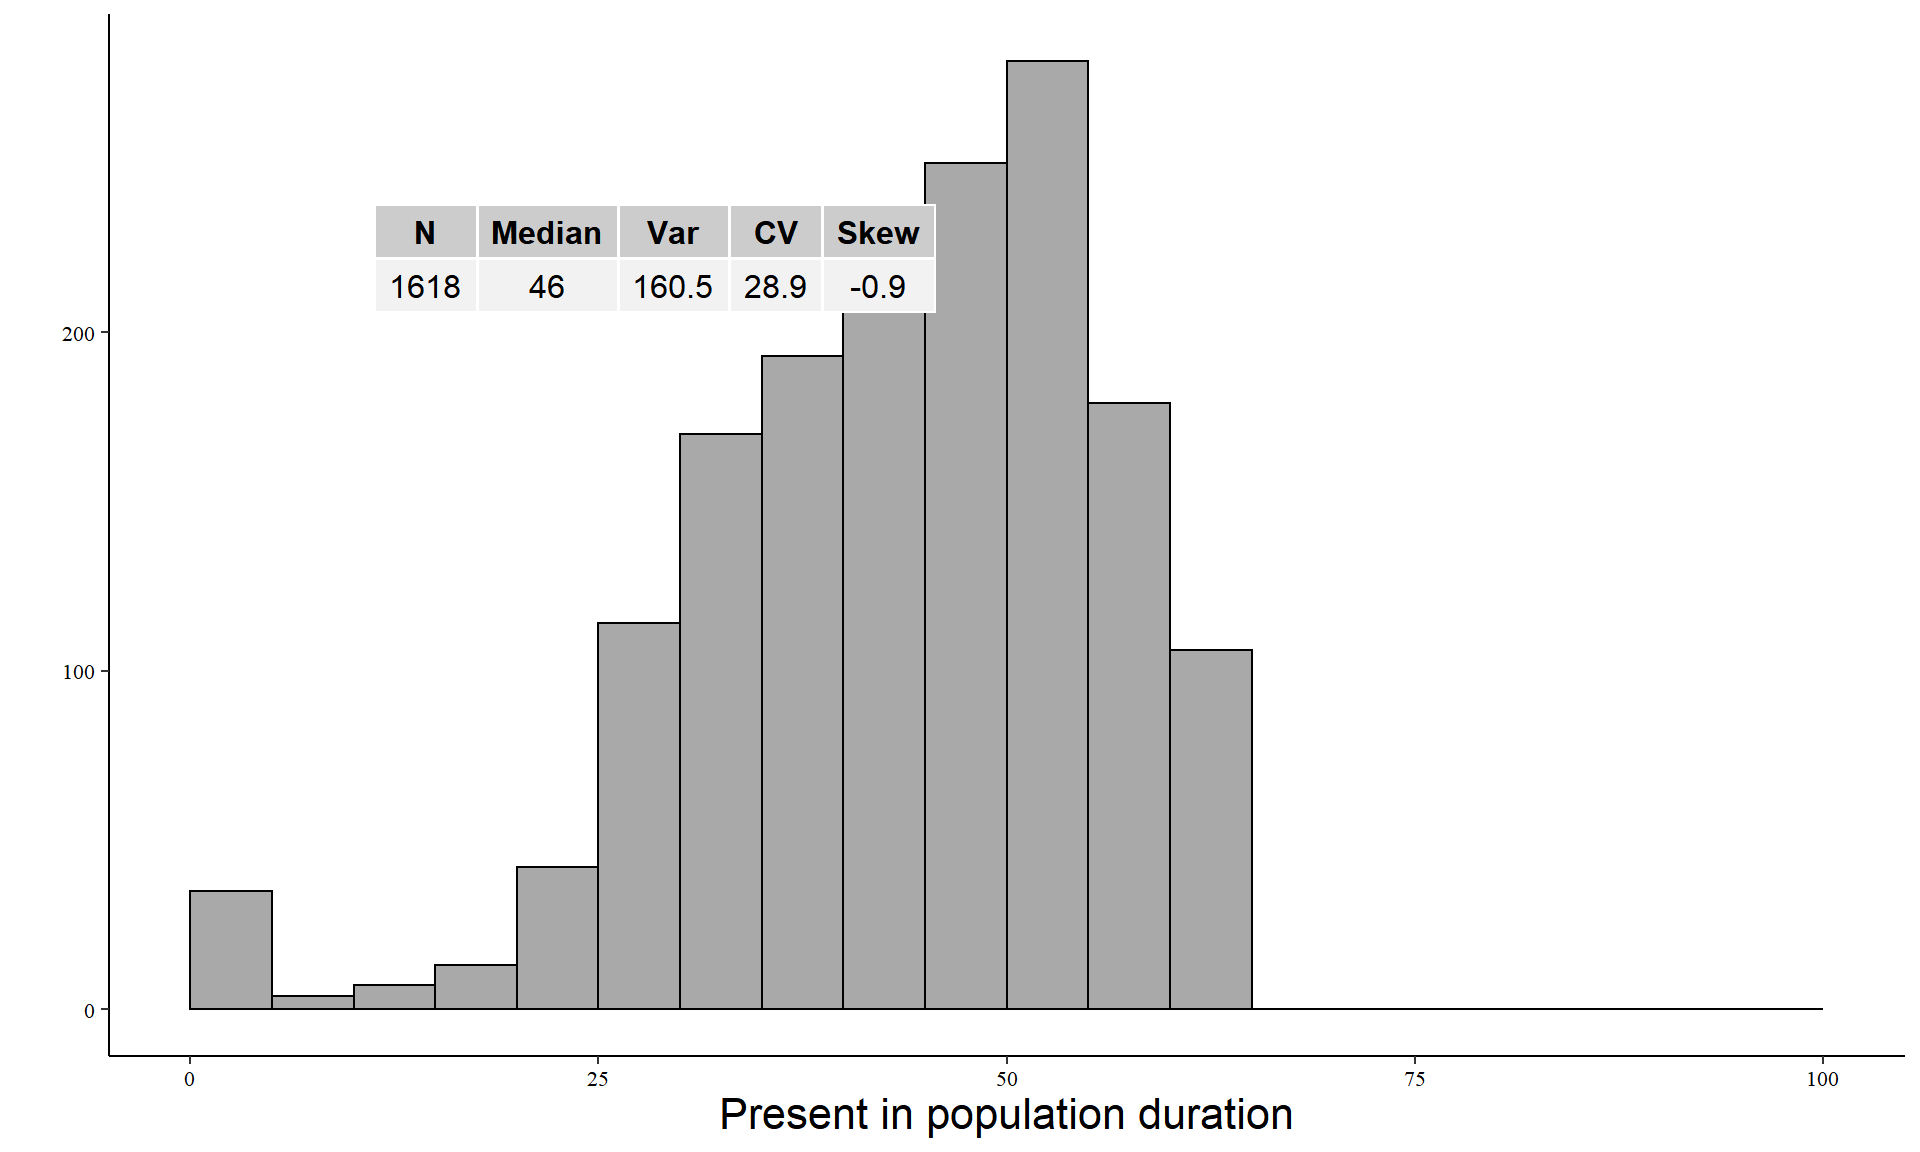 N Median Var CV Skew
1618 46 160.5 28.9 -0.9
200
100
0
0 25 50 75 100
Present in population duration